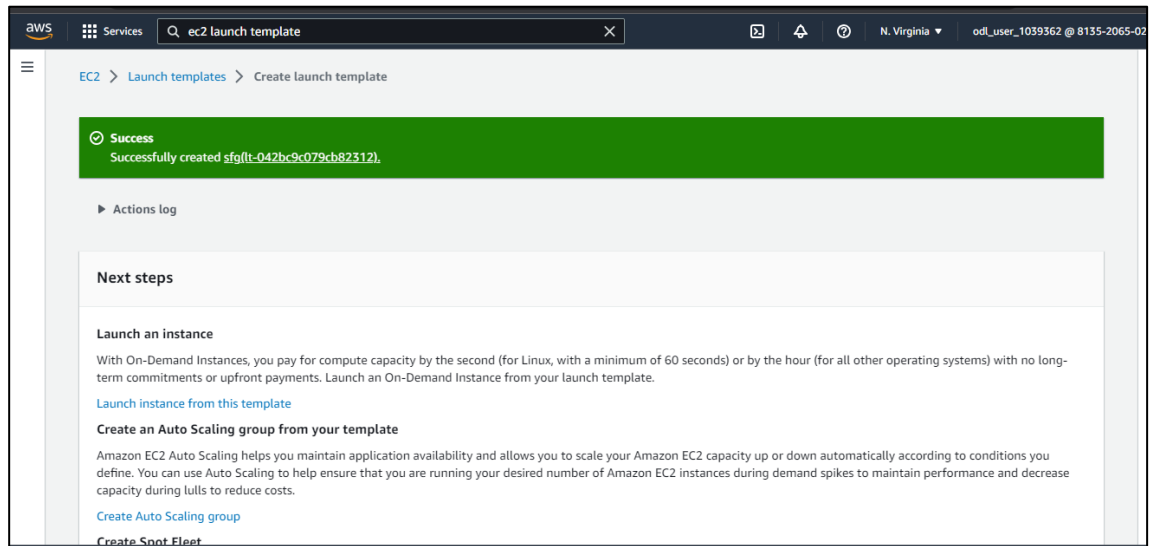 aws
Services
ec2 launch template
N. Virginia
odl_user_1039362 @ 8135-2065-02
EC2 > Launch templates > Create launch template
Success
Successfully created sfg(lt-042bc9c079cb82312).
Actions log
Next steps
Launch an instance
With On-Demand Instances, you pay for compute capacity by the second (for Linux, with a minimum of 60 seconds) or by the hour (for all other operating systems) with no long-
term commitments or upfront payments. Launch an On-Demand Instance from your launch template.
Launch instance from this template
Create an Auto Scaling group from your template
Amazon EC2 Auto Scaling helps you maintain application availability and allows you to scale your Amazon EC2 capacity up or down automatically according to conditions you
define. You can use Auto Scaling to help ensure that you are running your desired number of Amazon EC2 instances during demand spikes to maintain performance and decrease
capacity during lulls to reduce costs.
Create Auto Scaling group
Create Spot Fleet